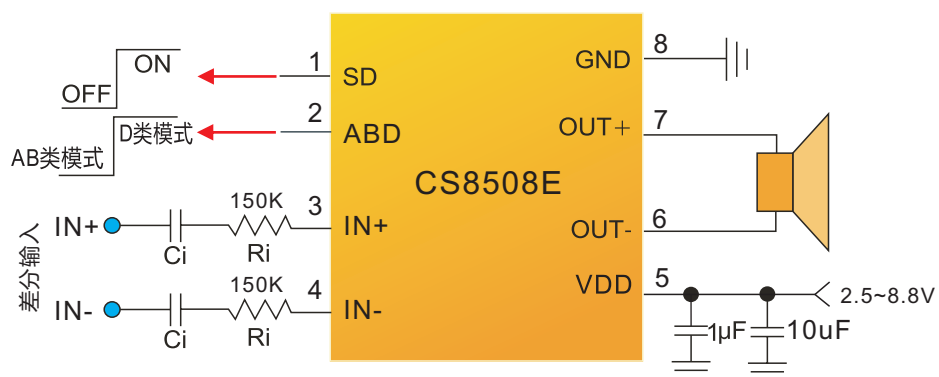 ON
OFF
1
SD
2
ABD
D类模式
AB类模式
差分输入
IN+
Ci
150K
Ri
3
IN+
IN-
Ci
150K
Ri
4
IN-
CS8508E
GND
8
OUT+
7
OUT-
6
VDD
5
2.5~8.8V
1μF
10uF